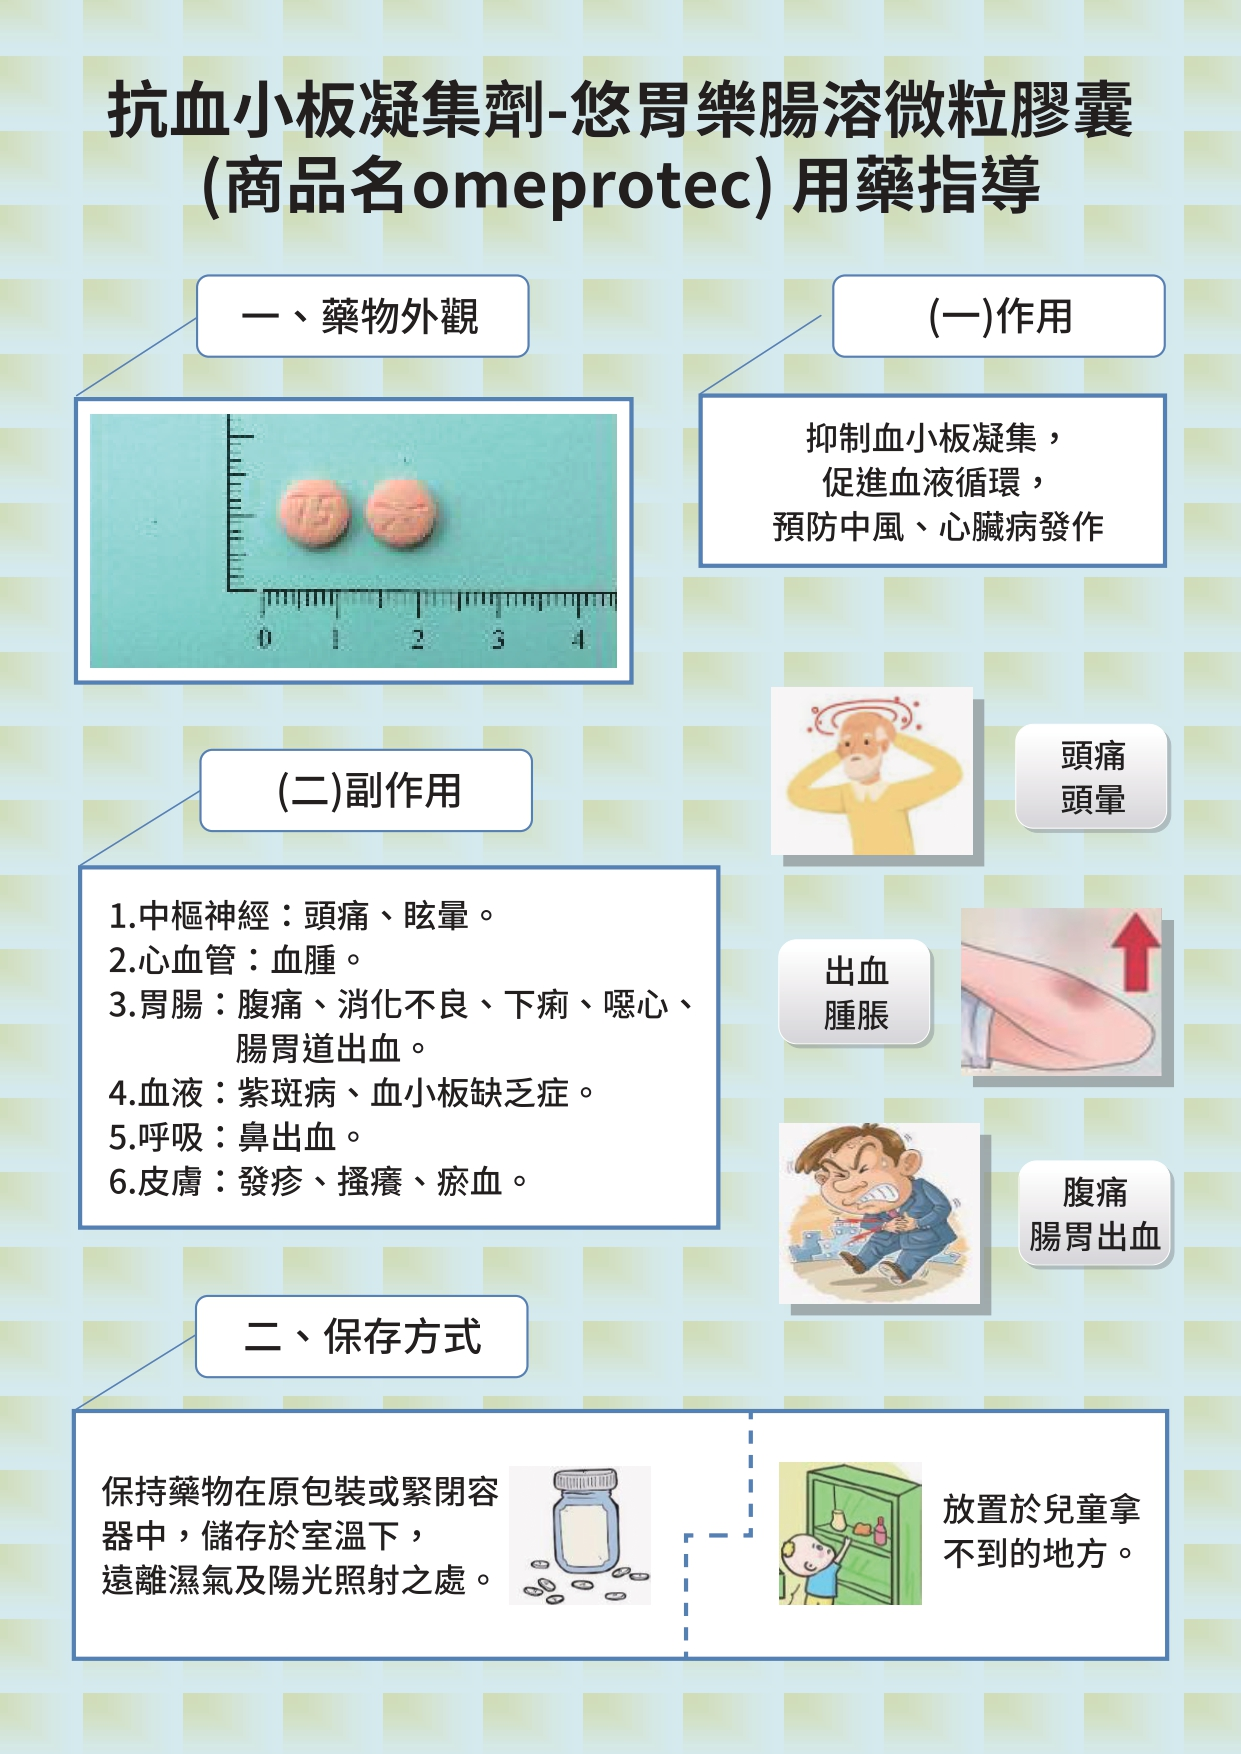 抗血小板凝集劑-悠胃樂腸溶微粒膠囊
(商品名omeprotec) 用藥指導
一、藥物外觀
(一)作用
抑制血小板凝集，
促進血液循環，
預防中風、心臟病發作
75
0 1 2 3 4
頭痛
頭暈
(二)副作用
1.中樞神經：頭痛、眩暈。
2.心血管：血腫。
3.胃腸：腹痛、消化不良、下痢、噁心、
腸胃道出血。
4.血液：紫斑病、血小板缺乏症。
5.呼吸：鼻出血。
6.皮膚：發疹、搔癢、瘀血。
出血
腫脹
腹痛
腸胃出血
二、保存方式
保持藥物在原包裝或緊閉容
器中，儲存於室溫下，
遠離濕氣及陽光照射之處。
放置於兒童拿
不到的地方。